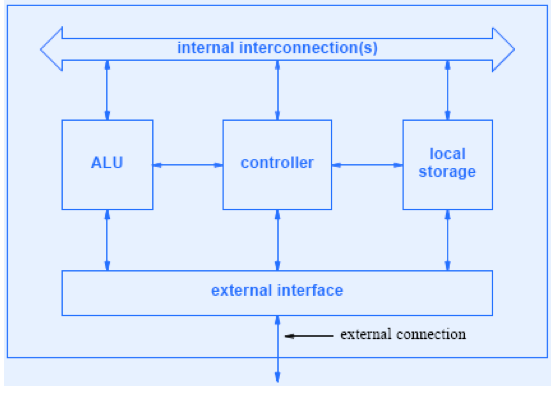 internal interconnection(s)
ALU
controller
local
storage
external interface
external connection